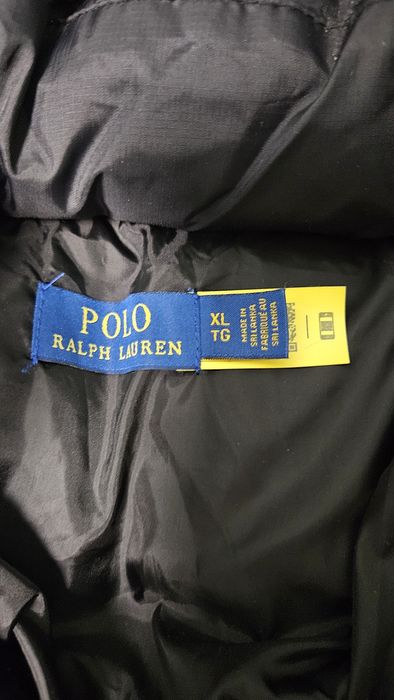 POLO
RALPH LAUREN
XL
TG
MADE IN
SRI LANKA
FABRIQUÉ AU
SRI LANKA